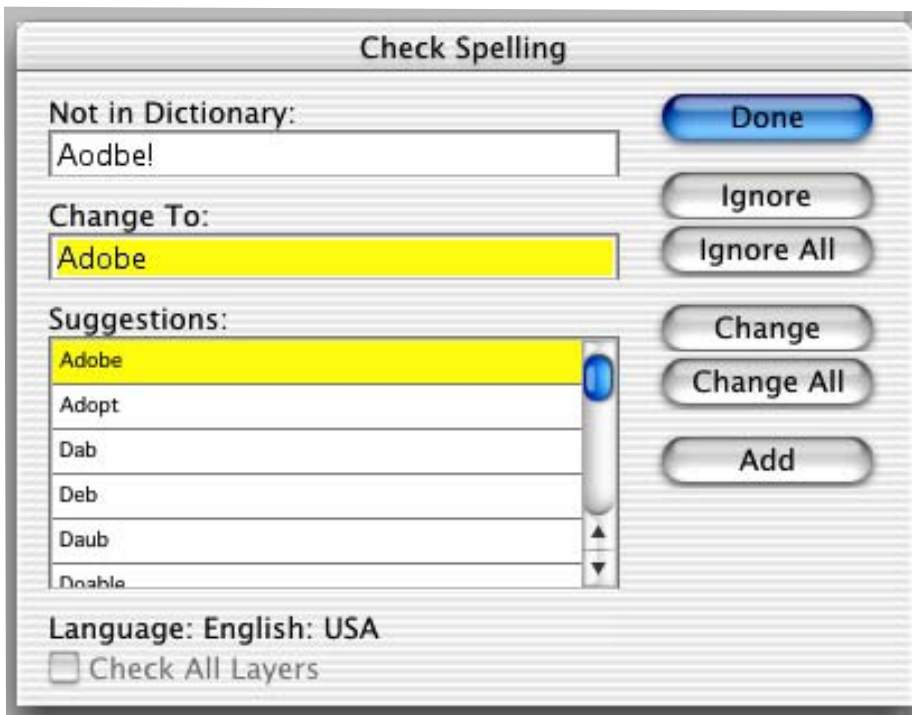 Check Spelling
Not in Dictionary:
Aodbe!
Change To:
Adobe
Suggestions:
Adobe
Adopt
Dab
Deb
Daub
Doable
Language: English: USA
Check All Layers
Done
Ignore
Ignore All
Change
Change All
Add